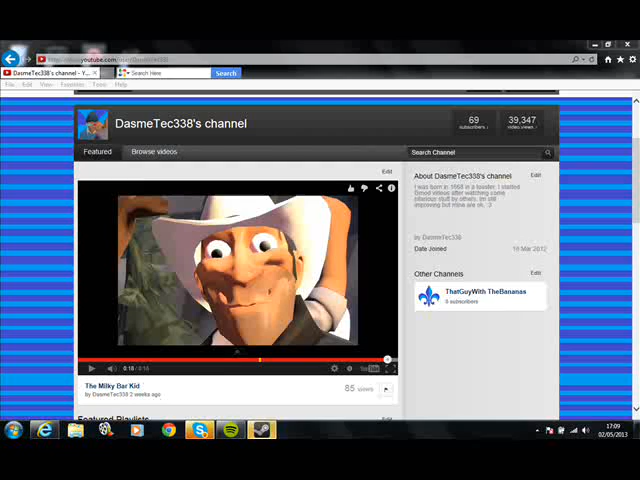 DasmeTec338's channel - Y...
Search Here
Search
File Edit View Favorites Tools Help
DasmeTec338's channel
69
subscribers
39,347
video views
Featured
Browse videos
Search Channel
Edit
About DasmeTec338's channel
Edit
I was born in 1668 in a toaster. I started
Gmod videos after watching some
hilarious stuff by others. Im still
improving but mine are ok. :3
by DasmeTec338
Date Joined
16 Mar 2012
Other Channels
Edit
ThatGuyWith TheBananas
0:18 / 0:18
You Tube
The Milky Bar Kid
by DasmeTec338 2 weeks ago
85 views
Featured Playlists
Edit
17:09
02/05/2013